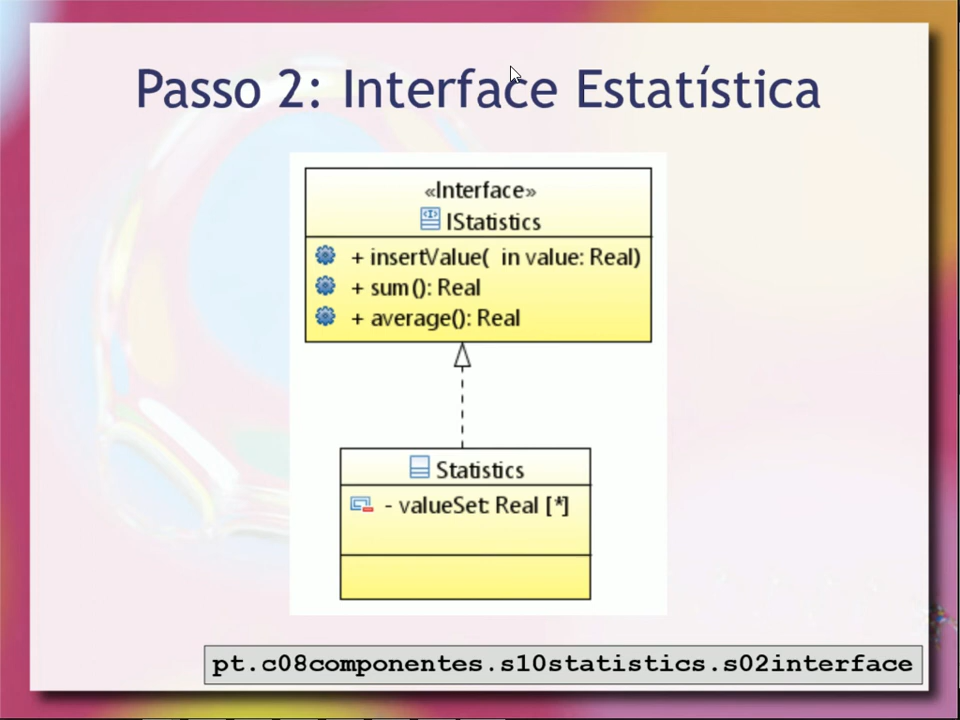 Passo 2: Interface Estatística
«Interface»
IStatistics
+ insertValue( in value: Real)
+ sum(): Real
+ average(): Real
Statistics
- valueSet: Real [*]
pt.c08componentes.s10statistics.s02interface